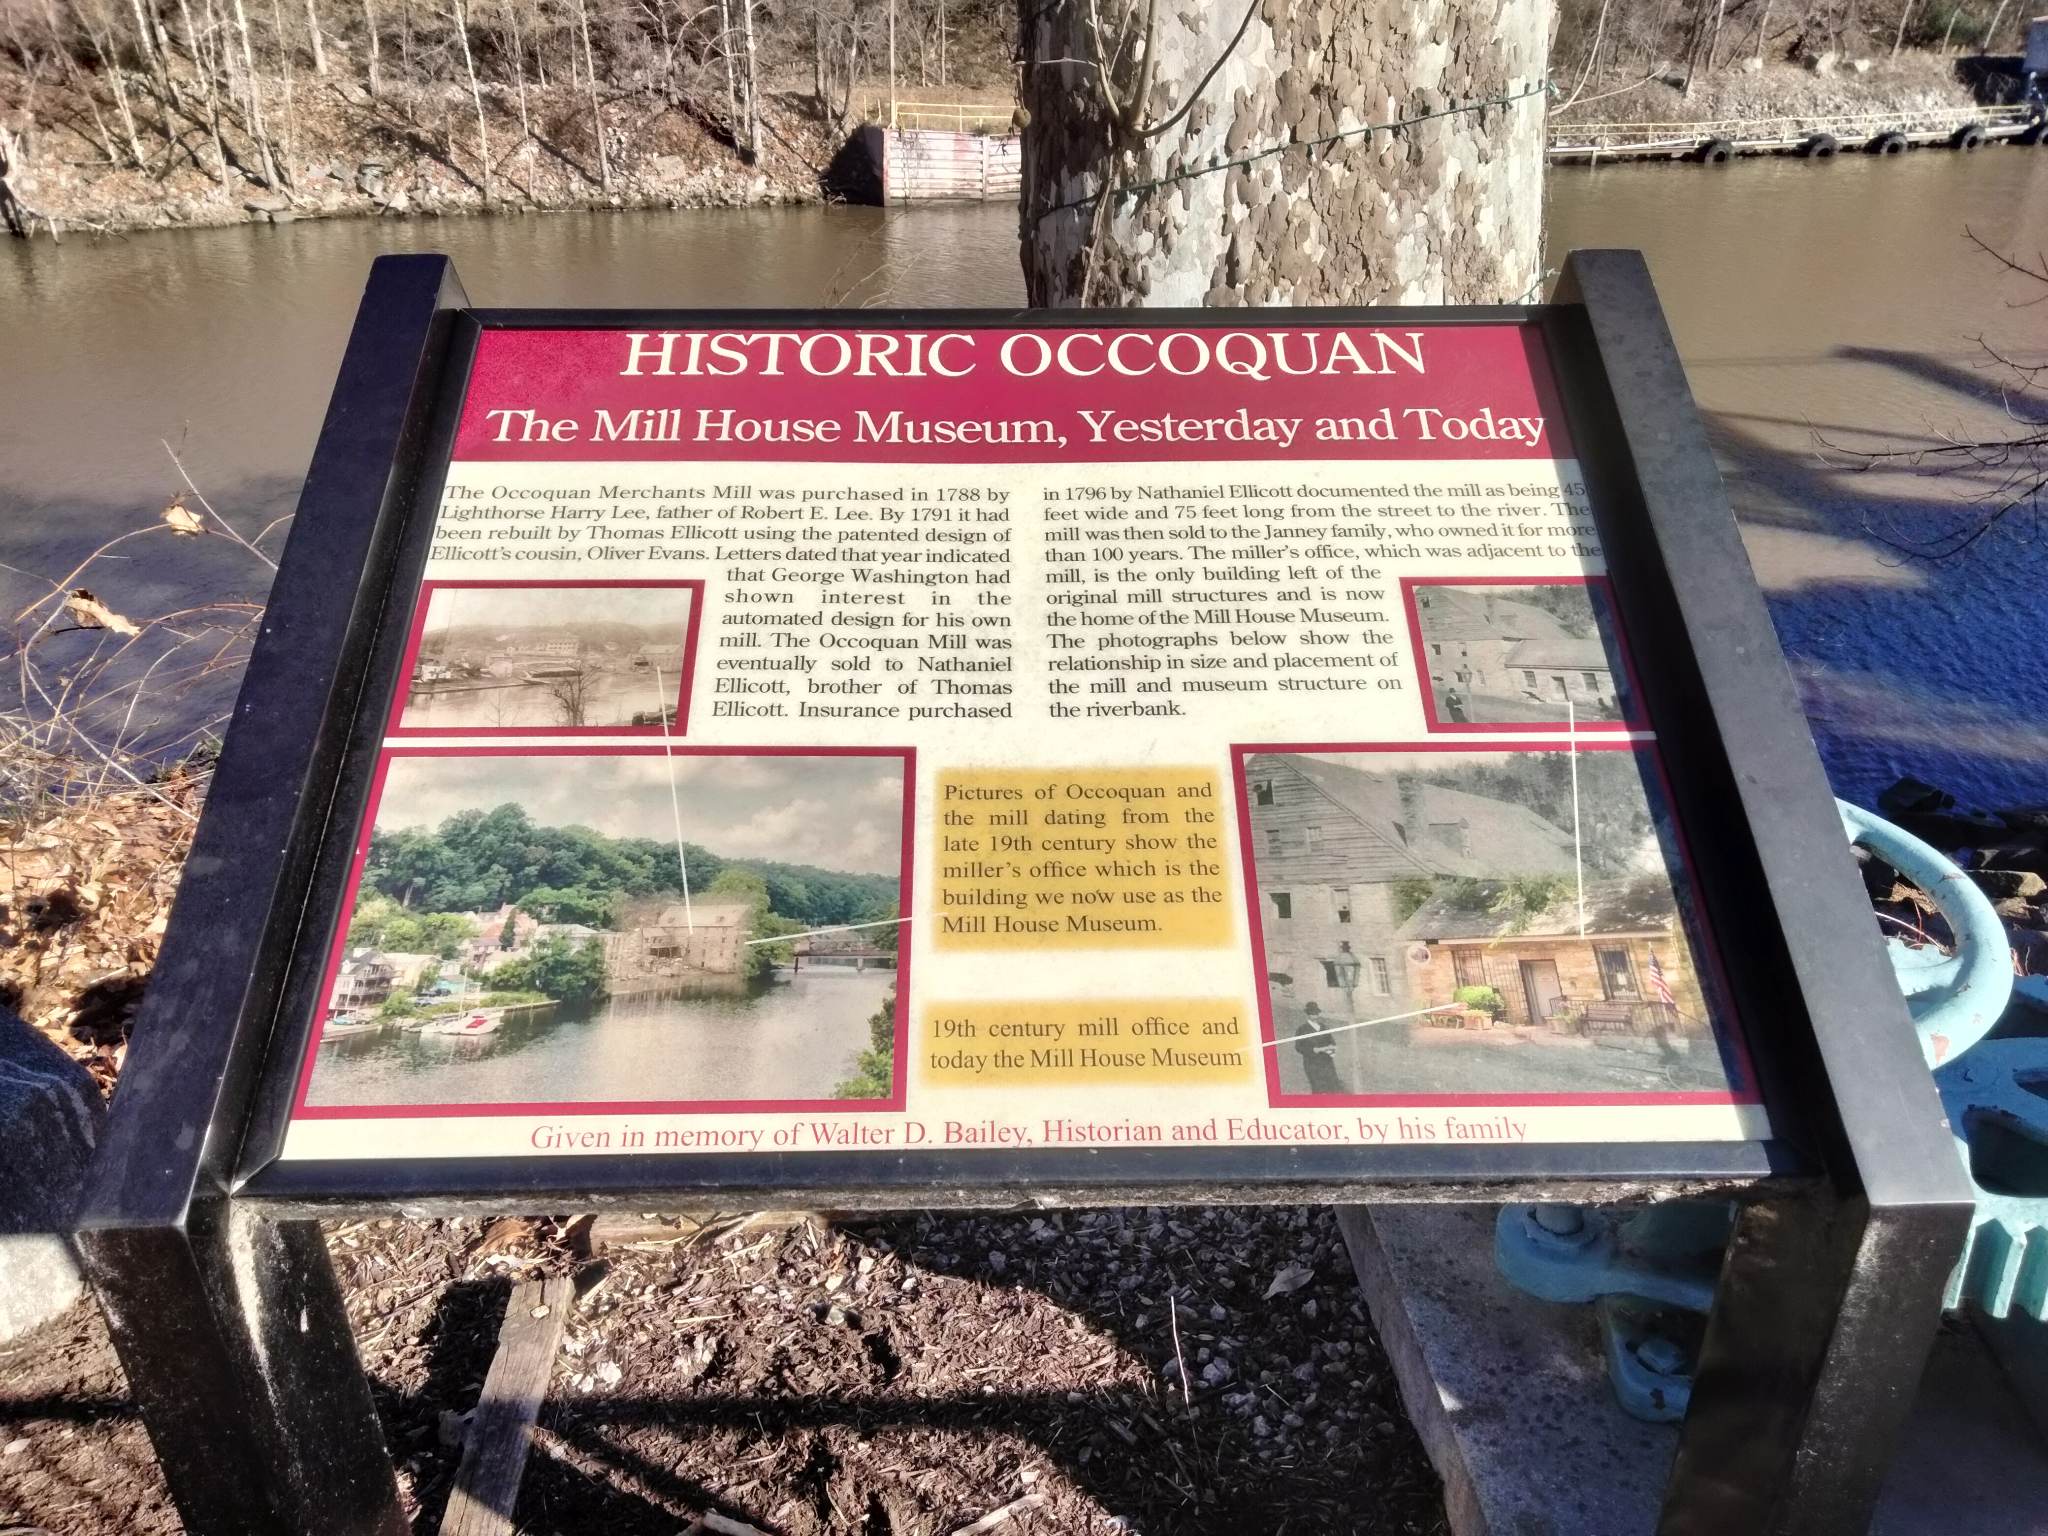 HISTORIC OCCOQUAN
The Mill House Museum, Yesterday and Today
The Occoquan Merchants Mill was purchased in 1788 by
Lighthorse Harry Lee, father of Robert E. Lee. By 1791 it had
been rebuilt by Thomas Ellicott using the patented design of
Ellicott's cousin, Oliver Evans. Letters dated that year indicated
that George Washington had
shown interest in the
automated design for his own
mill. The Occoquan Mill was
eventually sold to Nathaniel
Ellicott, brother of Thomas
Ellicott. Insurance purchased
in 1796 by Nathaniel Ellicott documented the mill as being 45
feet wide and 75 feet long from the street to the river. The
mill was then sold to the Janney family, who owned it for more
than 100 years. The miller's office, which was adjacent to the
mill, is the only building left of the
original mill structures and is now
the home of the Mill House Museum.
The photographs below show the
relationship in size and placement of
the mill and museum structure on
the riverbank.
Pictures of Occoquan and
the mill dating from the
late 19th century show the
miller's office which is the
building we now use as the
Mill House Museum.
19th century mill office and
today the Mill House Museum
Given in memory of Walter D. Bailey, Historian and Educator, by his family